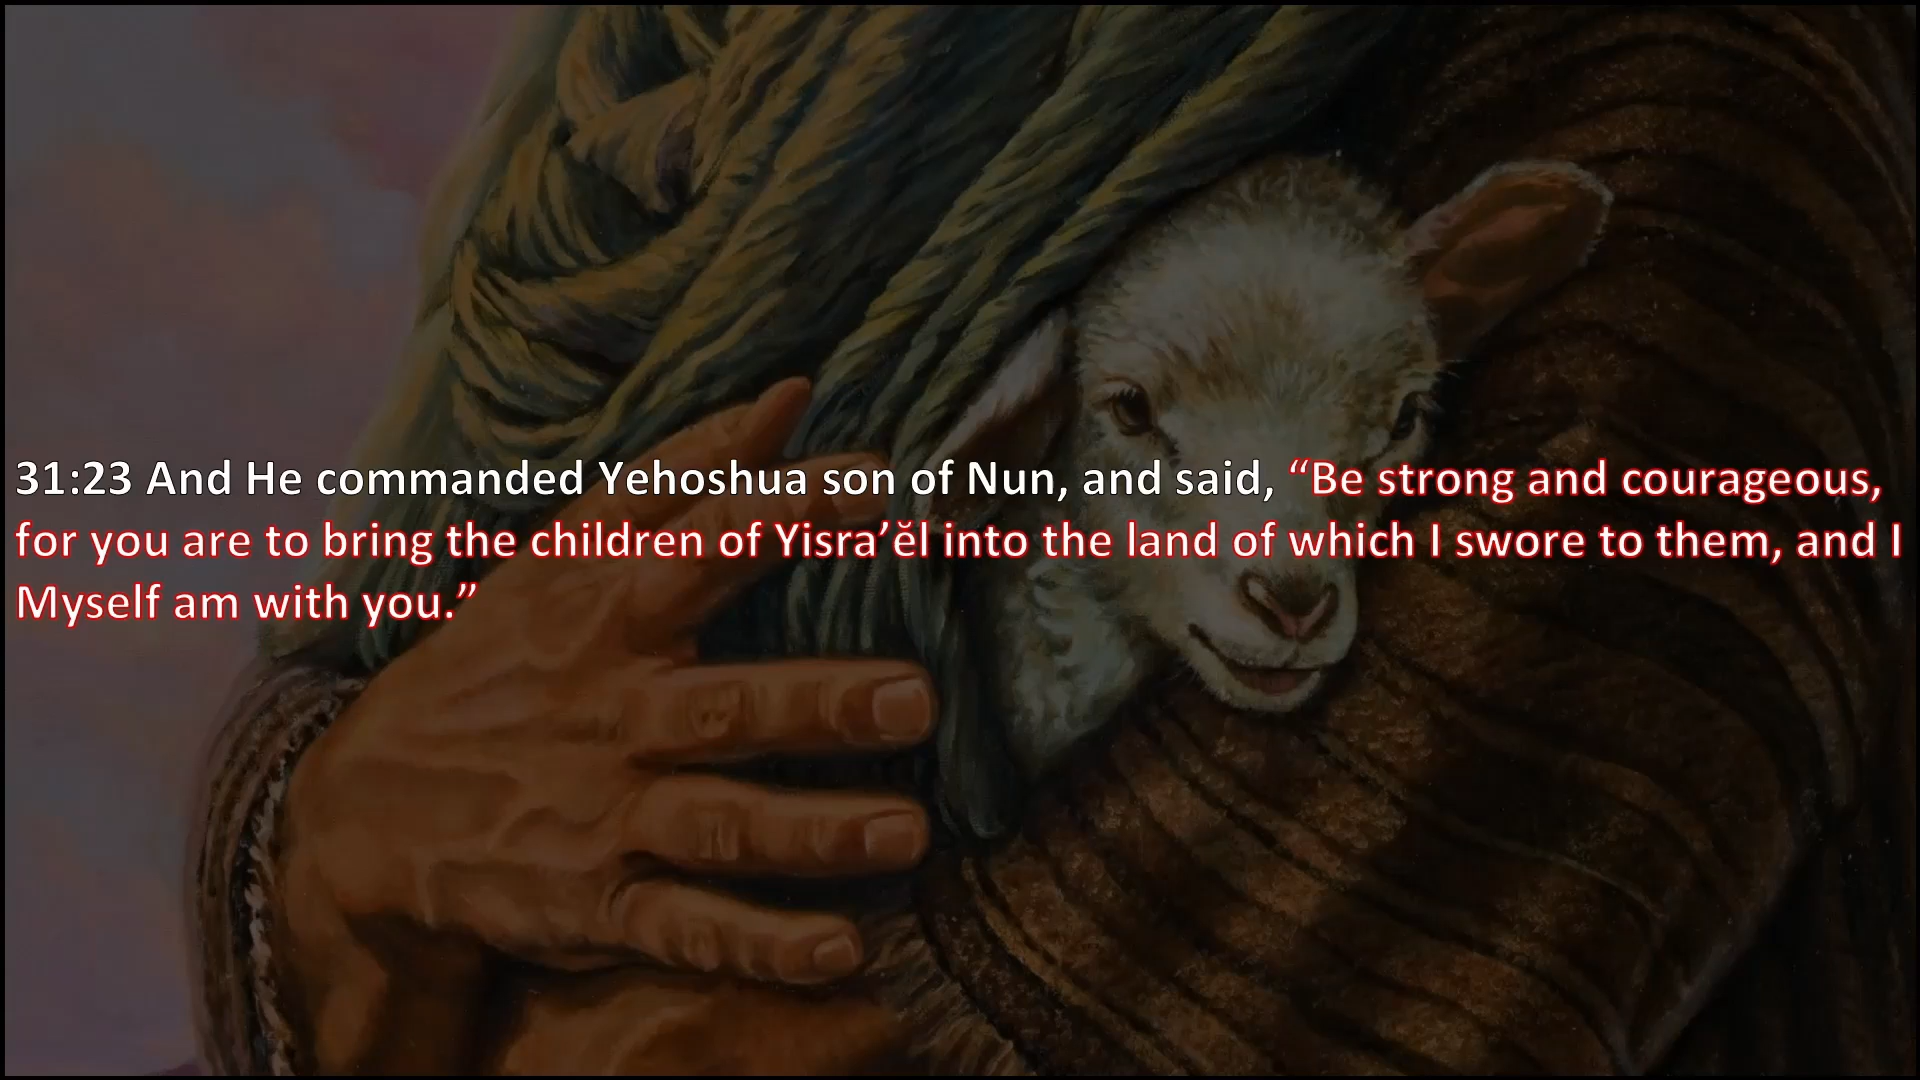 31:23 And He commanded Yehoshua son of Nun, and said, “Be strong and courageous,
for you are to bring the children of Yisra’ĕl into the land of which I swore to them, and I
Myself am with you.”